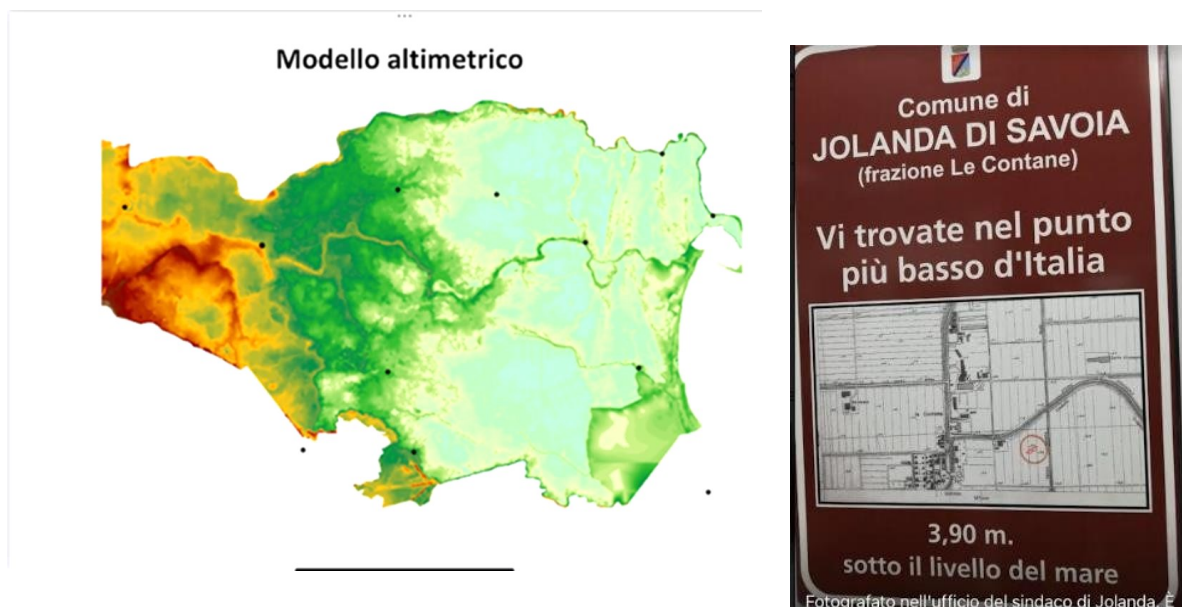 Modello altimetrico
Comune di
JOLANDA DI SAVOIA
(frazione Le Contane)
Vi trovate nel punto
più basso d'Italia
3,90 m.
sotto il livello del mare
Fotografato nell'ufficio del sindaco di Jolanda. È